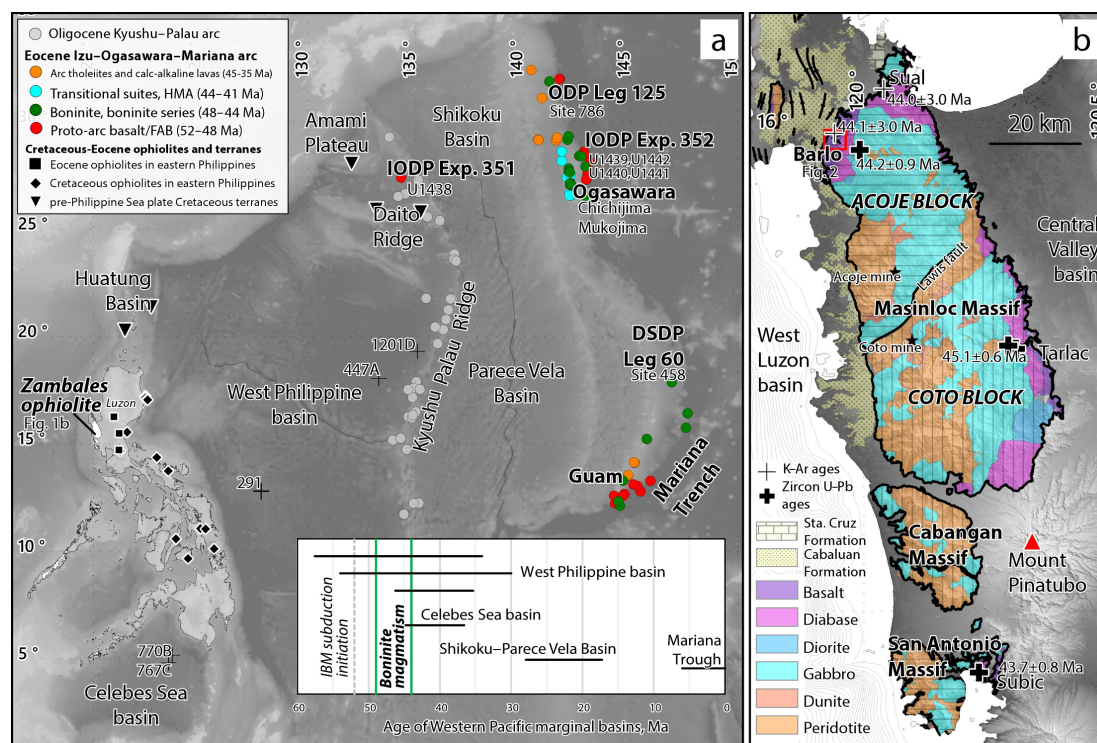 a
Oligocene Kyushu–Palau arc
Eocene Izu–Ogasawara–Mariana arc
Arc tholeiites and calc-alkaline lavas (45-35 Ma)
Transitional suites, HMA (44–41 Ma)
Boninite, boninite series (48–44 Ma)
Proto-arc basalt/FAB (52–48 Ma)
Cretaceous-Eocene ophiolites and terranes
Eocene ophiolites in eastern Philippines
Cretaceous ophiolites in eastern Philippines
pre-Philippine Sea plate Cretaceous terranes
130 °
135 °
140 °
145 °
25 °
20 °
15 °
10 °
5 °
Amami
Plateau
Shikoku
Basin
ODP Leg 125
Site 786
IODP Exp. 352
U1439,U1442
U1440,U1441
IODP Exp. 351
U1438
Ogasawara
Chichijima
Mukojima
Daito
Ridge
Huatung
Basin
Kyushu Palau Ridge
1201D
447A
West Philippine
basin
Parece Vela
Basin
DSDP
Leg 60
Site 458
Zambales
ophiolite
Fig. 1b
Luzon
291
Guam
Mariana
Trench
770B
767C
Celebes Sea
basin
IBM subduction
initiation
Boninite
magmatism
West Philippine basin
Celebes Sea basin
Shikoku–Parece Vela Basin
Mariana
Trough
60
50
40
30
20
10
0
Age of Western Pacific marginal basins, Ma
b
120 °
16 °
Sual
44.0±3.0 Ma
44.1±3.0 Ma
Barlo
Fig. 2
44.2±0.9 Ma
20 km
ACOJE BLOCK
Central
Valley
basin
Acoje mine
Lawis fault
Masinloc Massif
Coto mine
45.1±0.6 Ma
Tarlac
West
Luzon
basin
COTO BLOCK
K-Ar ages
Zircon U-Pb
ages
Sta. Cruz
Formation
Cabaluan
Formation
Basalt
Diabase
Diorite
Gabbro
Dunite
Peridotite
Cabangan
Massif
Mount
Pinatubo
San Antonio
Massif
43.7±0.8 Ma
Subic